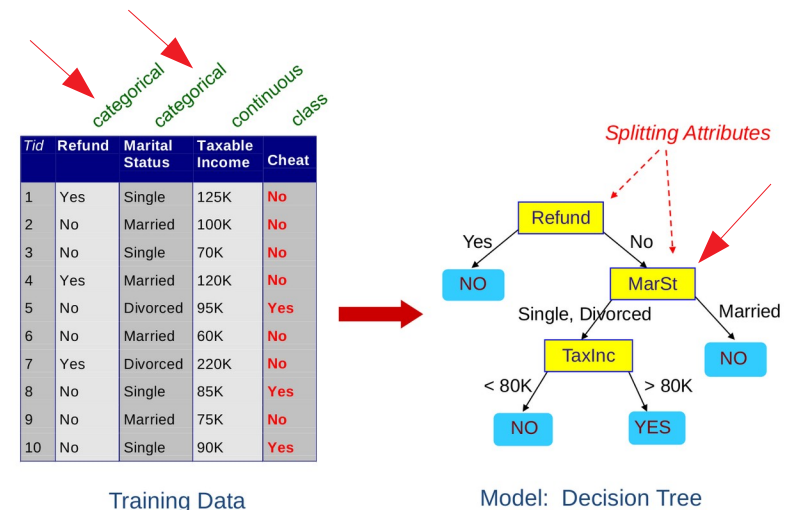 categorical
categorical
continuous
class
Tid Refund Marital Status Taxable Income Cheat
1 Yes Single 125K No
2 No Married 100K No
3 No Single 70K No
4 Yes Married 120K No
5 No Divorced 95K Yes
6 No Married 60K No
7 Yes Divorced 220K No
8 No Single 85K Yes
9 No Married 75K No
10 No Single 90K Yes
Training Data
Splitting Attributes
Refund
Yes No
NO MarSt
Single, Divorced Married
TaxInc NO
< 80K > 80K
NO YES
Model: Decision Tree